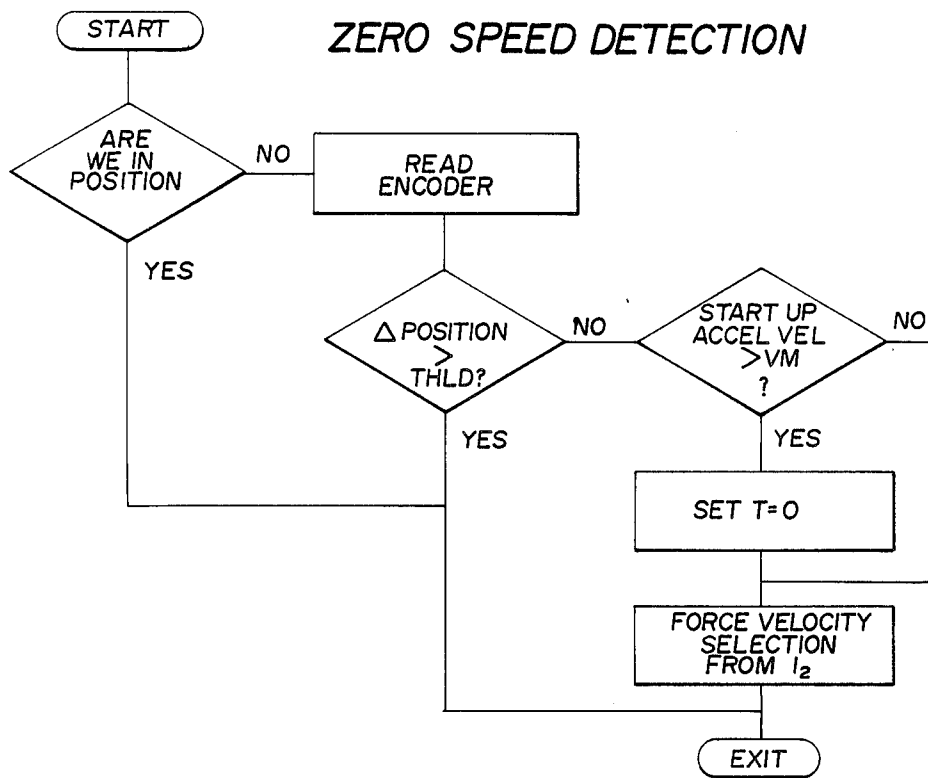 START
ZERO SPEED DETECTION
ARE
WE IN
POSITION
NO
READ
ENCODER
YES
△ POSITION
>
THLD?
NO
START UP
ACCEL VEL
>VM
?
NO
YES
YES
SET T=0
FORCE VELOCITY
SELECTION
FROM I₂
EXIT